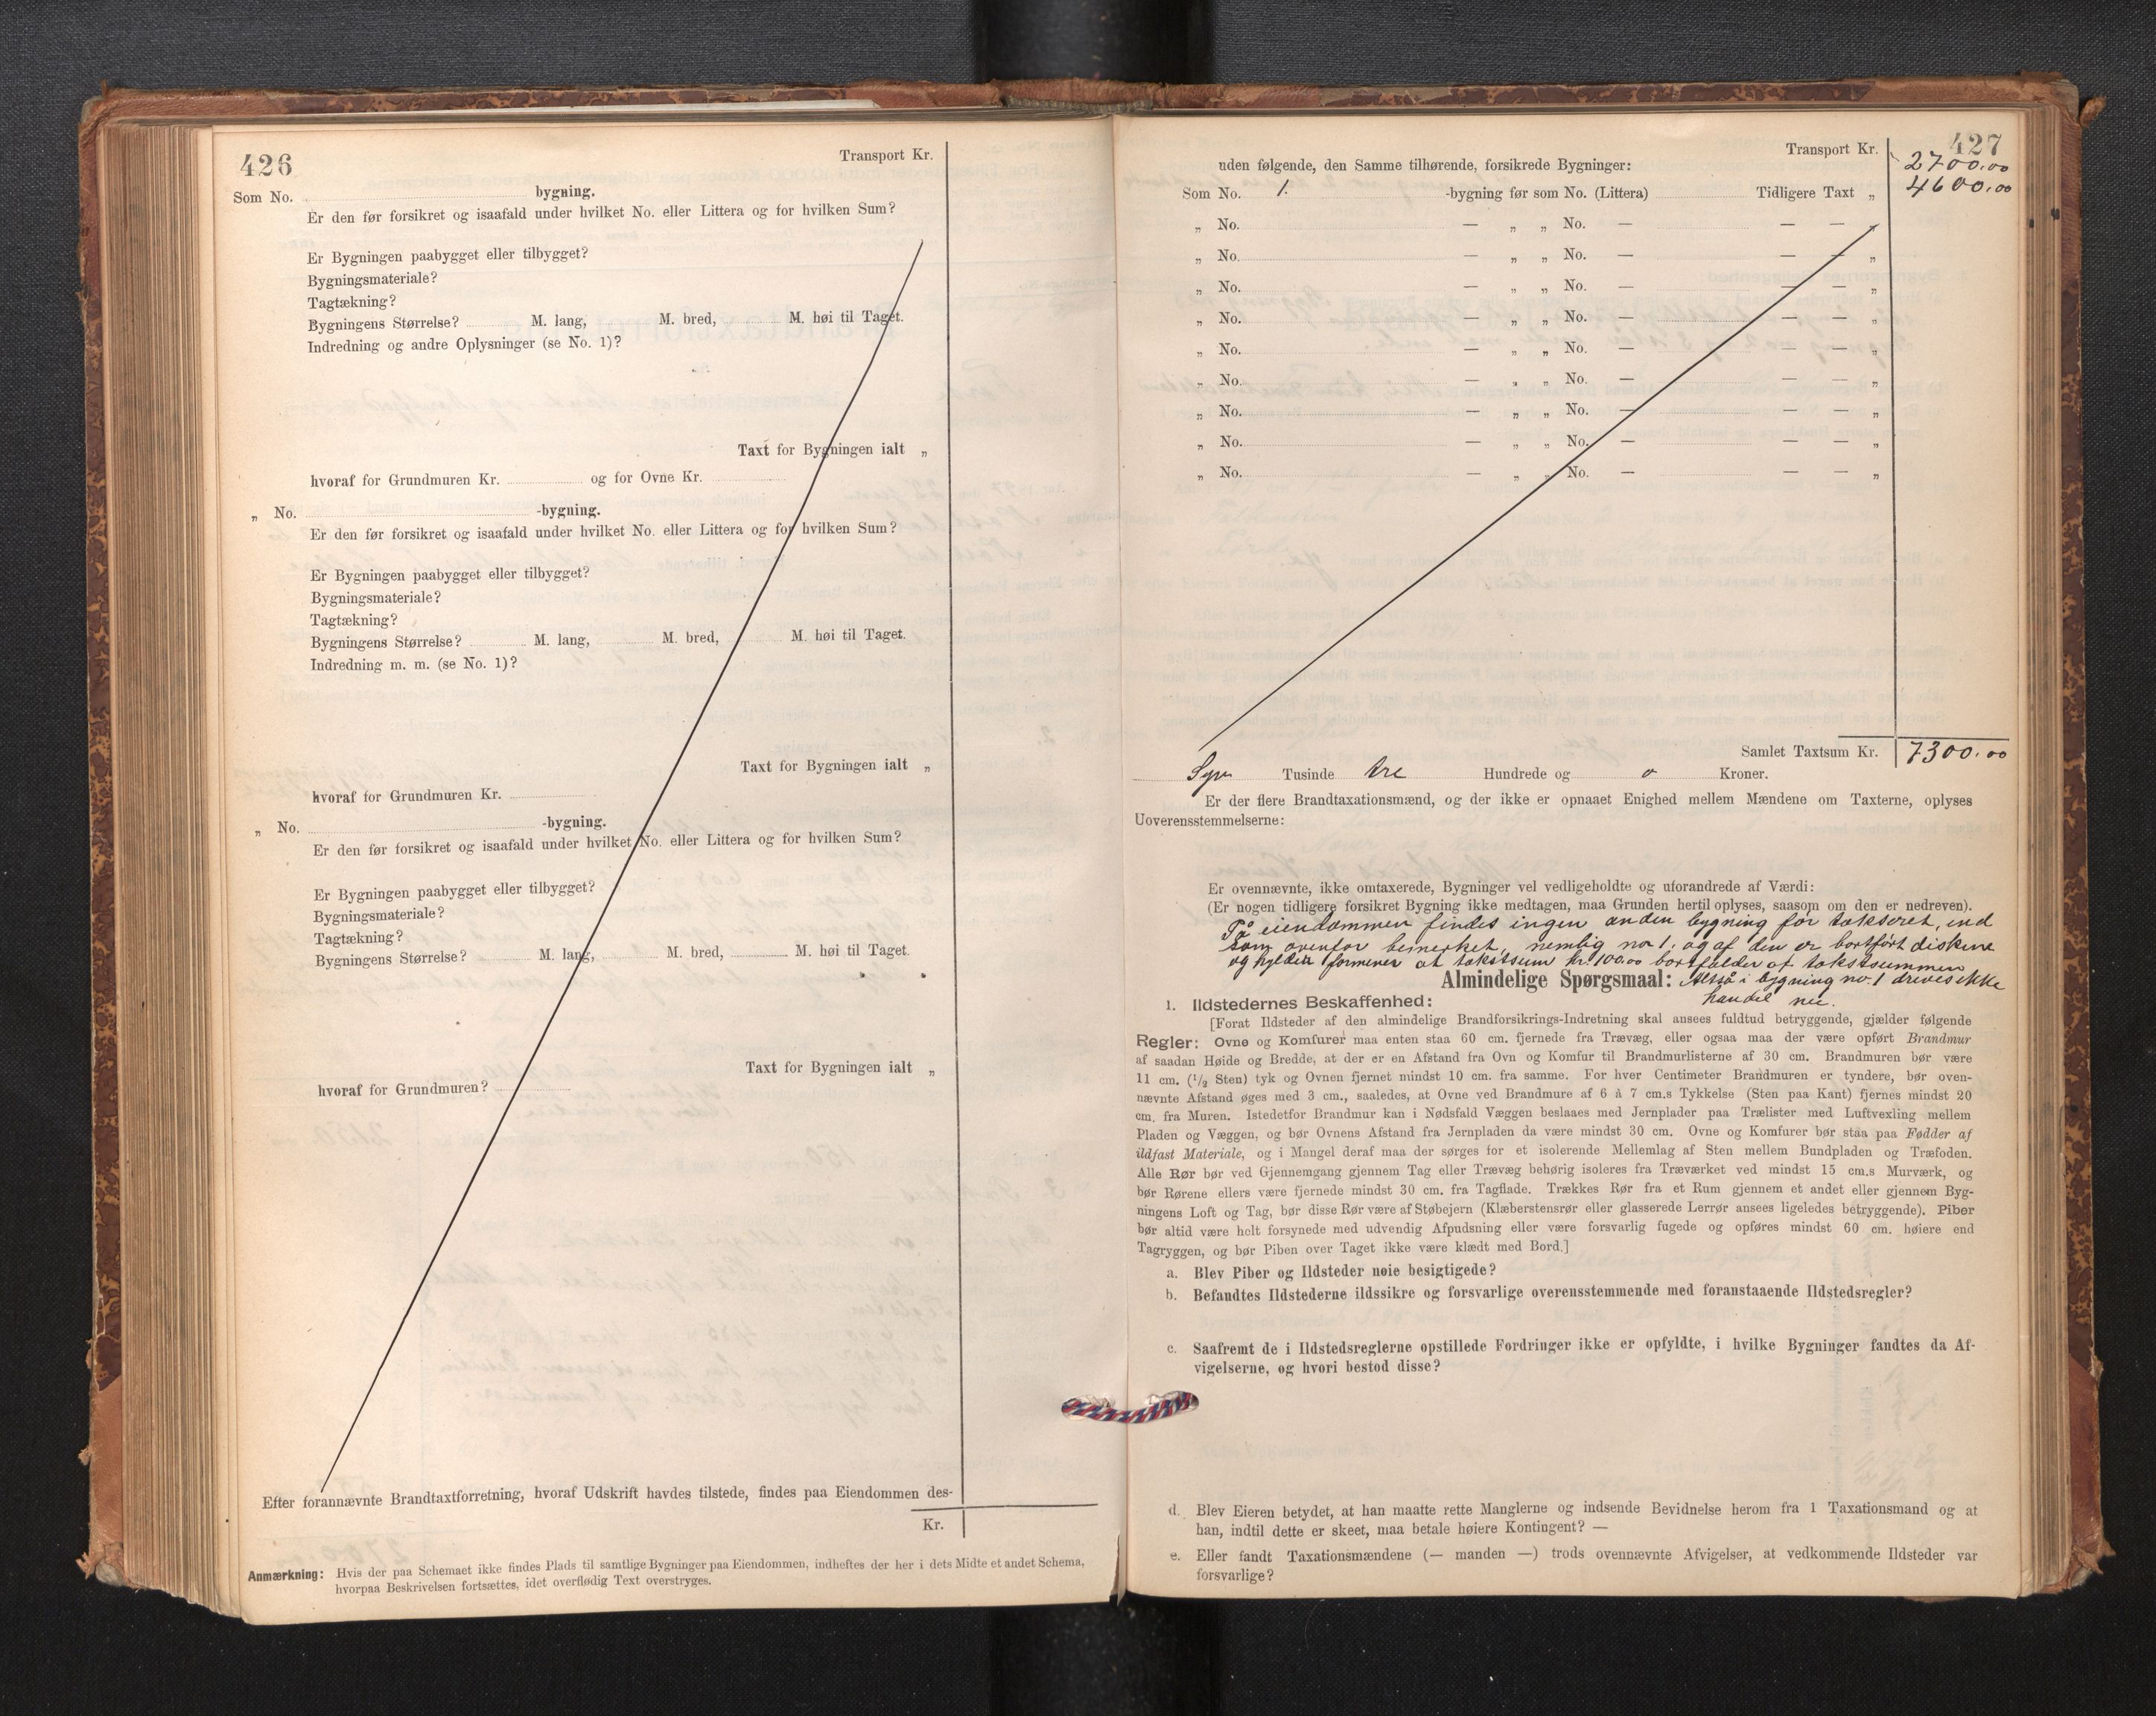 426
Transport Kr.
Som No. bygning.
Er den før forsikret og isaafald under hvilket No. eller Littera og for hvilken Sum?
Er Bygningen paabygget eller tilbygget?
Bygningsmateriale?
Tagtækning?
Bygningens Størrelse? M. lang, M. bred, M. høi til Taget.
Indredning og andre Oplysninger (se No. 1)?
Taxt for Bygningen ialt „
hvoraf for Grundmuren Kr. og for Ovne Kr.
„ No. -bygning.
Er den før forsikret og isaafald under hvilket No. eller Littera og for hvilken Sum?
Er Bygningen paabygget eller tilbygget?
Bygningsmateriale?
Tagtækning?
Bygningens Størrelse? M. lang, M. bred, M. høi til Taget.
Indredning m. m. (se No. 1)?
Taxt for Bygningen ialt „
hvoraf for Grundmuren Kr.
„ No. -bygning.
Er den før forsikret og isaafald under hvilket No. eller Littera og for hvilken Sum?
Er Bygningen paabygget eller tilbygget?
Bygningsmateriale?
Tagtækning?
Bygningens Størrelse? M. lang, M. bred, M. høi til Taget.
Taxt for Bygningen ialt „
hvoraf for Grundmuren?
Efter forannævnte Brandtaxtforretning, hvoraf Udskrift havdes tilstede, findes paa Eiendommen des-
Kr.
Anmærkning: Hvis der paa Schemaet ikke findes Plads til samtlige Bygninger paa Eiendommen, indheftes der her i dets Midte et andet Schema,
hvorpaa Beskrivelsen fortsættes, idet overflødig Text overstryges.
427
Transport Kr. 2700.00
uden følgende, den Samme tilhørende, forsikrede Bygninger:
Som No. 1. -bygning før som No. (Littera) Tidligere Taxt „ 4600.00
„ No. — „ „ No. — — — „
„ No. — „ „ No. — — — „
„ No. — „ „ No. — — — „
„ No. — „ „ No. — — — „
„ No. — „ „ No. — — — „
„ No. — „ „ No. — — — „
„ No. — „ „ No. — — — „
„ No. — „ „ No. — — — „
„ No. — „ „ No. — — — „
Samlet Taxtsum Kr. 7300.00
Syv Tusinde tre Hundrede og o Kroner.
Er der flere Brandtaxationsmænd, og der ikke er opnaaet Enighed mellem Mændene om Taxterne, oplyses
Uoverensstemmelserne:
Er ovennævnte, ikke omtaxerede, Bygninger vel vedligeholdte og uforandrede af Værdi:
(Er nogen tidligere forsikret Bygning ikke medtagen, maa Grunden hertil oplyses, saasom om den er nedreven).
På eiendommen findes ingen anden bygning før takseret, end
som ovenfor bemerket, nemlig no 1. og af den er bortført diskene
og hylder formener at takstsum kr. 100.00 bortfalder af takstsummen
Almindelige Spørgsmaal: Altså i bygning no. 1 drives ikke
handel
1. Ildstedernes Beskaffenhed:
[Forat Ildsteder af den almindelige Brandforsikrings-Indretning skal ansees fuldtud betryggende, gjælder følgende
Regler: Ovne og Komfurer maa enten staa 60 cm. fjernede fra Trævæg, eller ogsaa maa der være opført Brandmur
af saadan Høide og Bredde, at der er en Afstand fra Ovn og Komfur til Brandmurlisterne af 30 cm. Brandmuren bør være
11 cm. (1/2 Sten) tyk og Ovnen fjernet mindst 10 cm. fra samme. For hver Centimeter Brandmuren er tyndere, bør oven-
nævnte Afstand øges med 3 cm., saaledes, at Ovne ved Brandmure af 6 á 7 cm.s Tykkelse (Sten paa Kant) fjernes mindst 20
cm. fra Muren. Istedetfor Brandmur kan i Nødsfald Væggen beslaaes med Jernplader paa Trælister med Luftvexling mellem
Pladen og Væggen, og bør Ovnens Afstand fra Jernpladen da være mindst 30 cm. Ovne og Komfurer bør staa paa Fødder af
ildfast Materiale, og i Mangel deraf maa der sørges for et isolerende Mellemlag af Sten mellem Bundpladen og Træfoden.
Alle Rør bør ved Gjennemgang gjennem Tag eller Trævæg behørig isoleres fra Træværket ved mindst 15 cm.s Murværk, og
bør Rørene ellers være fjernede mindst 30 cm. fra Tagflade. Trækkes Rør fra et Rum gjennem et andet eller gjennem Byg-
ningens Loft og Tag, bør disse Rør være af Støbejern (Klæberstensrør eller glasserede Lerrør ansees ligeledes betryggende). Piber
bør altid være holt forsynede med udvendig Afpudsning eller være forsvarlig fugede og opføres mindst 60 cm. høiere end
Tagryggen, og bør Piben over Taget ikke være klædt med Bord.]
a. Blev Piber og Ildsteder nøie besigtigede?
b. Befandtes Ildstederne ildssikre og forsvarlige overensstemmende med foranstaaende Ildstedsregler?
c. Saafremt de i Ildstedsreglerne opstillede Fordringer ikke er opfyldte, i hvilke Bygninger fandtes da Af-
vigelserne, og hvori bestod disse?
d. Blev Eieren betydet, at han maatte rette Manglerne og indsende Bevidnelse herom fra 1 Taxationsmand og at
han, indtil dette er skeet, maa betale høiere Kontingent? —
e. Eller fandt Taxationsmændene (— manden —) trods ovennævnte Afvigelser, at vedkommende Ildsteder var
forsvarlige?